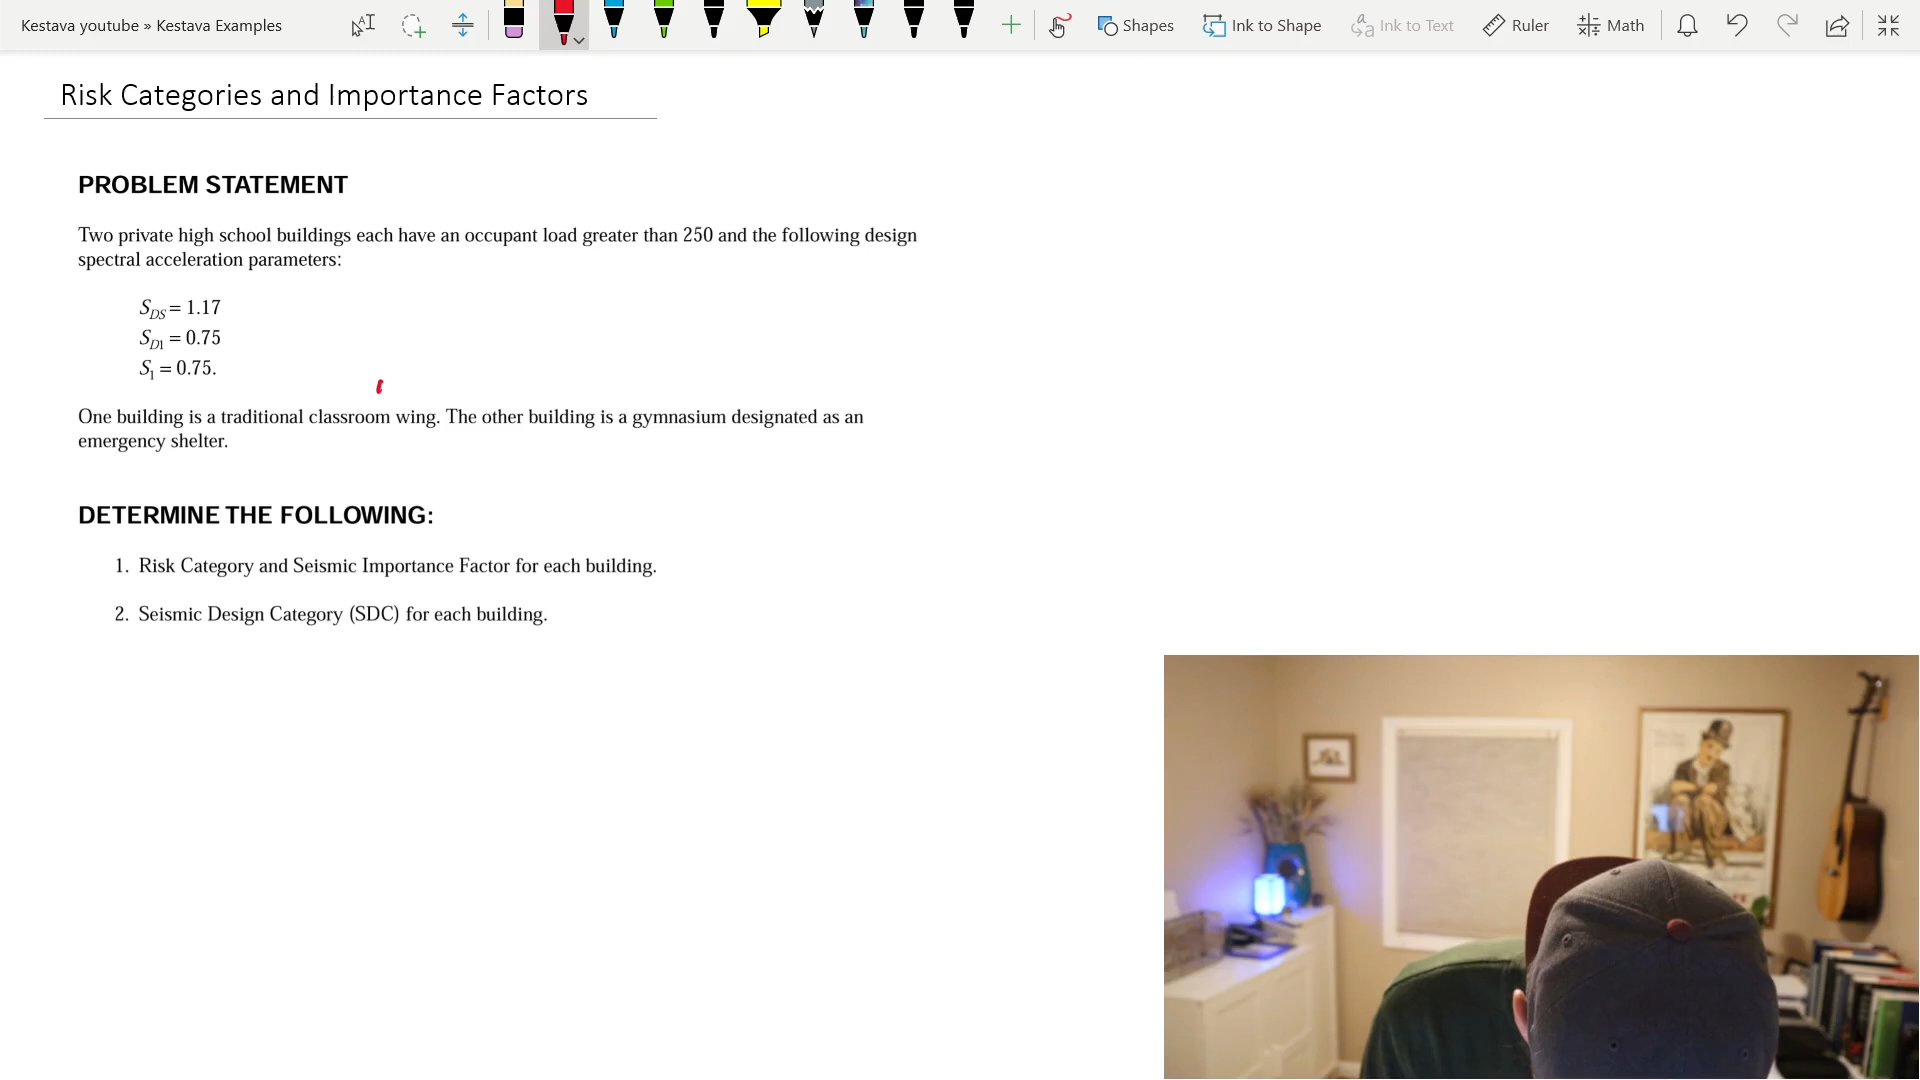 Kestava youtube » Kestava Examples
Shapes
Ink to Shape
Ink to Text
Ruler
Math
Risk Categories and Importance Factors
PROBLEM STATEMENT
Two private high school buildings each have an occupant load greater than 250 and the following design
spectral acceleration parameters:
S_DS = 1.17
S_D1 = 0.75
S_1 = 0.75.
One building is a traditional classroom wing. The other building is a gymnasium designated as an
emergency shelter.
DETERMINE THE FOLLOWING:
1. Risk Category and Seismic Importance Factor for each building.
2. Seismic Design Category (SDC) for each building.